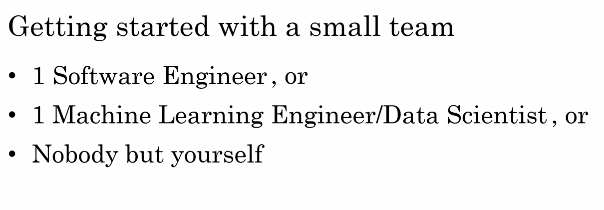 Getting started with a small team
• 1 Software Engineer, or
• 1 Machine Learning Engineer/Data Scientist, or
• Nobody but yourself